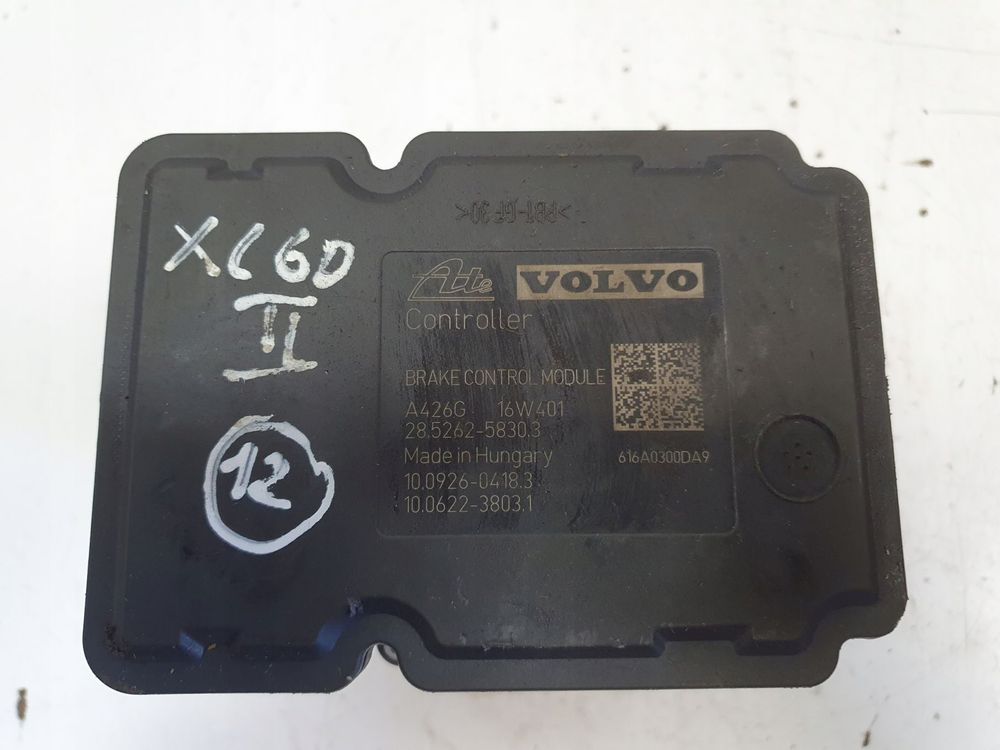 >PBT-GF30<
XC60
II
12
Ate VOLVO
Controller
BRAKE CONTROL MODULE
A426G 16W401
28.5262-5830.3
Made in Hungary
616A0300DA9
10.0926-0418.3
10.0622-3803.1